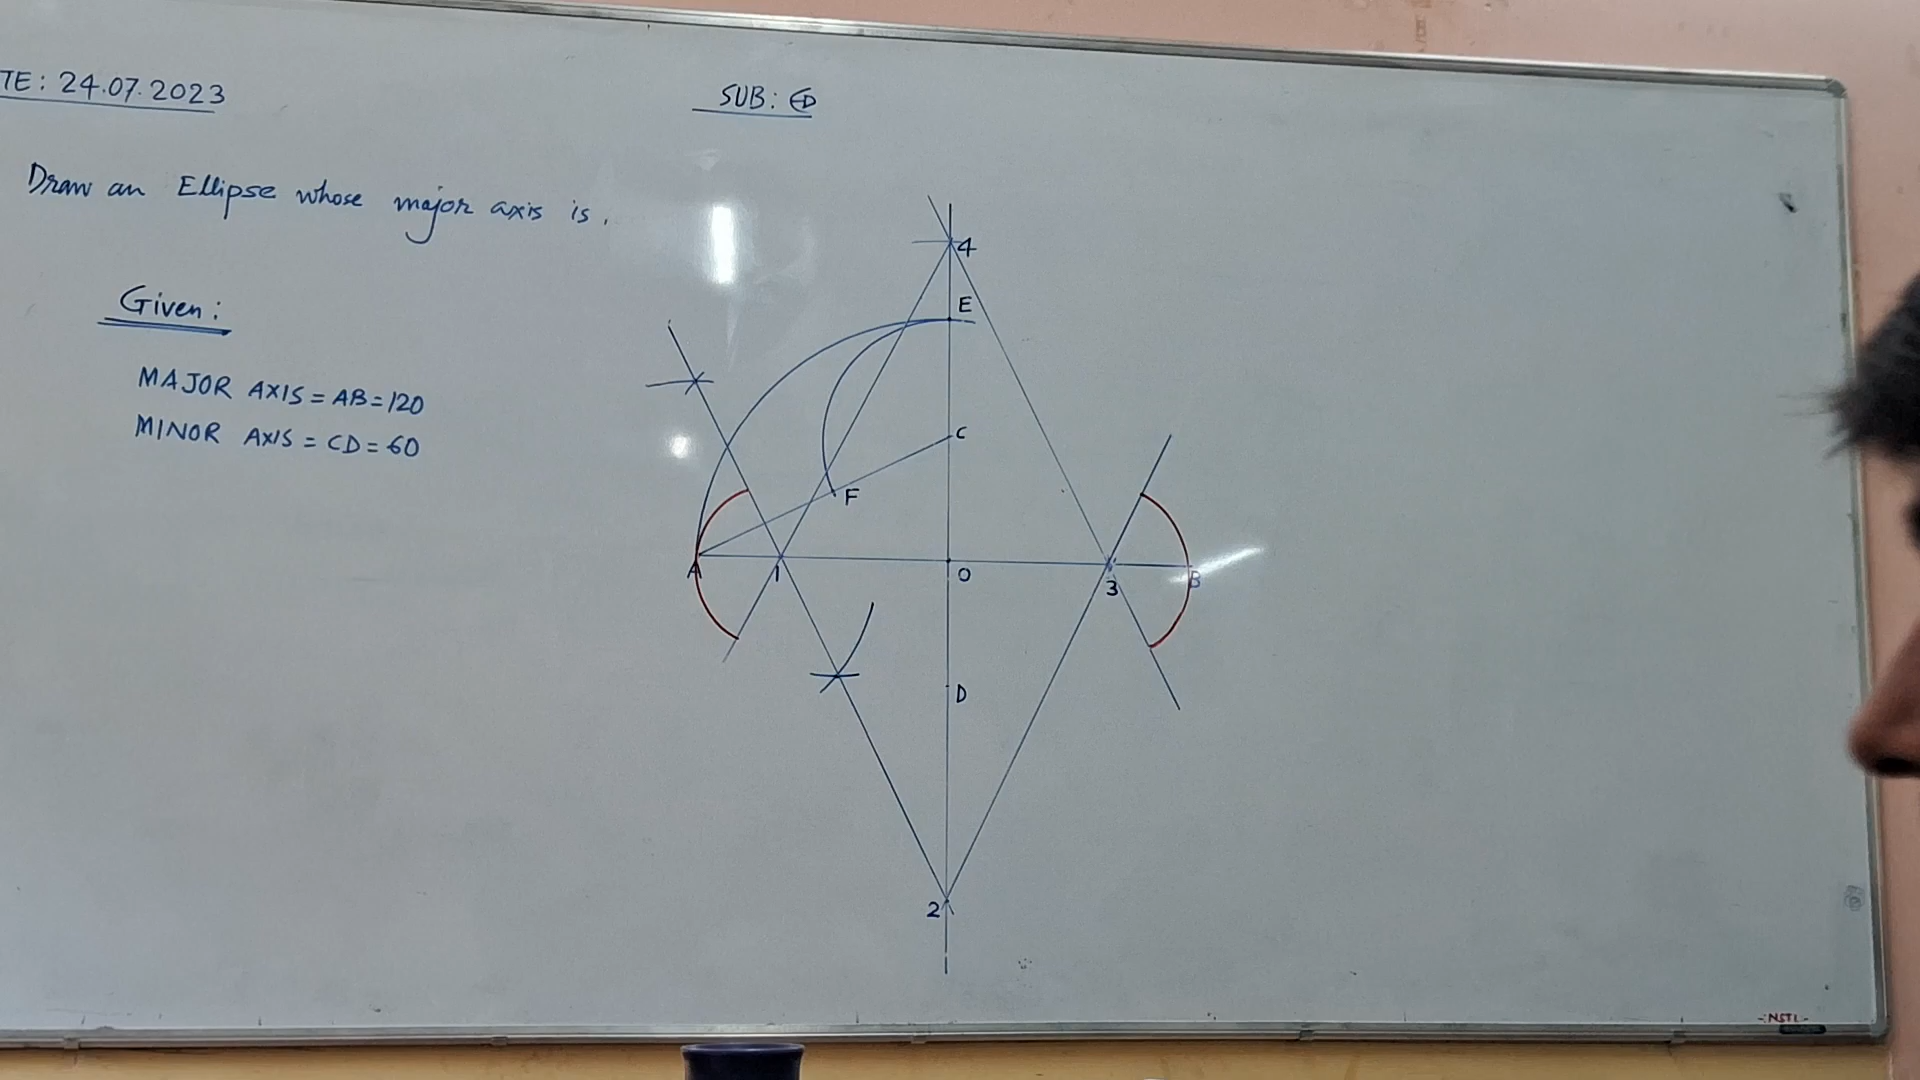 TE: 24.07.2023
SUB: ED
Draw an Ellipse whose major axis is.
Given:
MAJOR AXIS = AB = 120
MINOR AXIS = CD = 60
4
E
C
F
A
1
O
3
B
D
2
-:NSTI:-